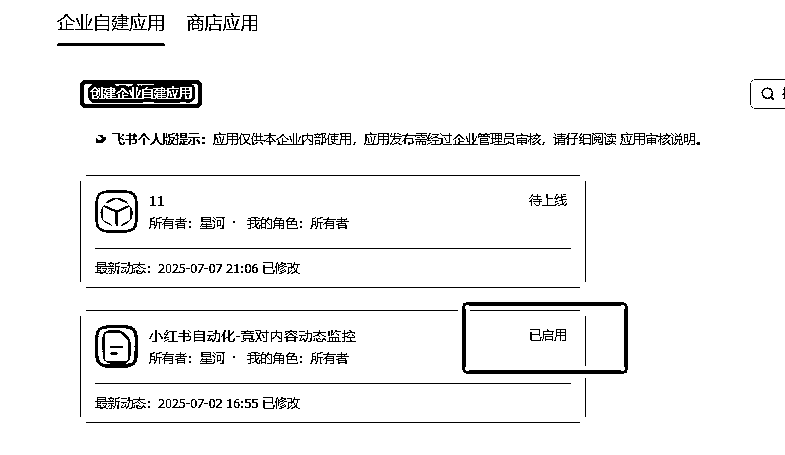 企业自建应用 商店应用
创建企业自建应用
飞书个人版提示：应用仅供本企业内部使用，应用发布需经过企业管理员审核，请仔细阅读 应用审核说明。
11 待上线
所有者：星河 · 我的角色：所有者
最新动态：2025-07-07 21:06 已修改
小红书自动化-竞对内容动态监控 已启用
所有者：星河 · 我的角色：所有者
最新动态：2025-07-02 16:55 已修改